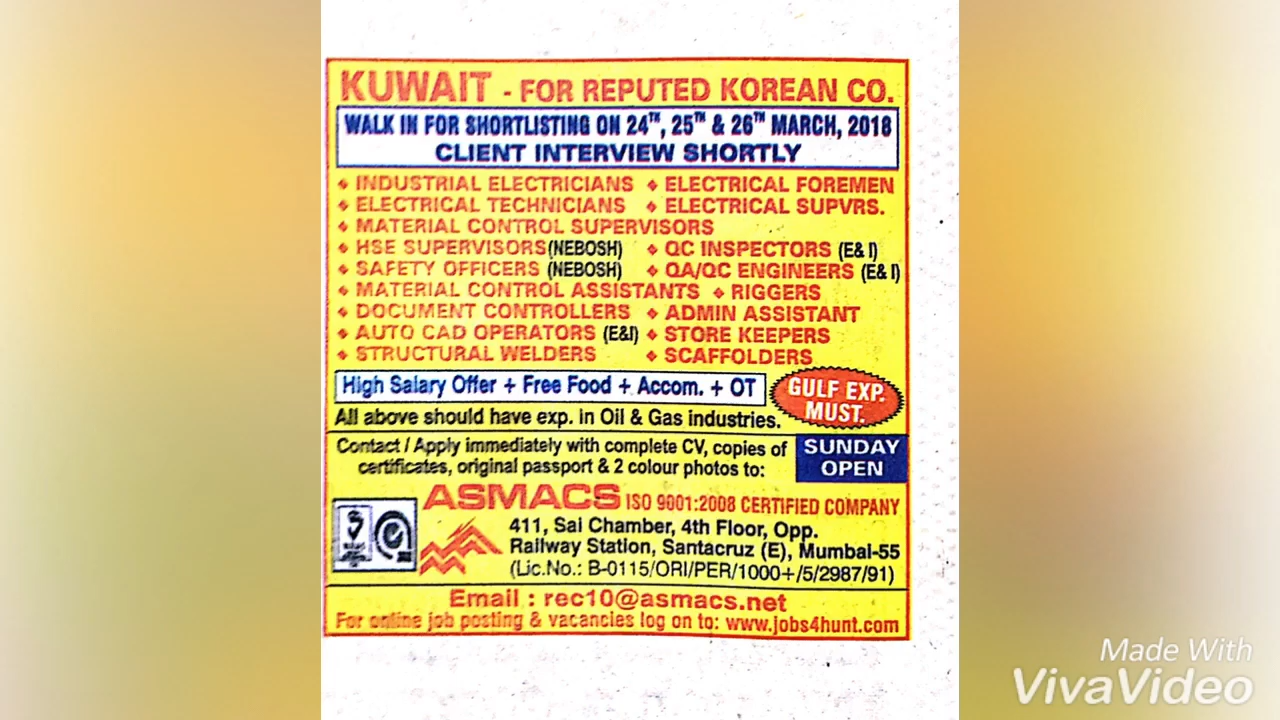 KUWAIT - FOR REPUTED KOREAN CO.
WALK IN FOR SHORTLISTING ON 24TH, 25TH & 26TH MARCH, 2018
CLIENT INTERVIEW SHORTLY
❖ INDUSTRIAL ELECTRICIANS ❖ ELECTRICAL FOREMEN
❖ ELECTRICAL TECHNICIANS ❖ ELECTRICAL SUPVRS.
❖ MATERIAL CONTROL SUPERVISORS
❖ HSE SUPERVISORS(NEBOSH) ❖ QC INSPECTORS (E& I)
❖ SAFETY OFFICERS (NEBOSH) ❖ QA/QC ENGINEERS (E& I)
❖ MATERIAL CONTROL ASSISTANTS ❖ RIGGERS
❖ DOCUMENT CONTROLLERS ❖ ADMIN ASSISTANT
❖ AUTO CAD OPERATORS (E&I) ❖ STORE KEEPERS
❖ STRUCTURAL WELDERS ❖ SCAFFOLDERS
High Salary Offer + Free Food + Accom. + OT
GULF EXP.
MUST.
All above should have exp. in Oil & Gas industries.
Contact / Apply immediately with complete CV, copies of
certificates, original passport & 2 colour photos to:
SUNDAY
OPEN
ASMACS ISO 9001:2008 CERTIFIED COMPANY
411, Sai Chamber, 4th Floor, Opp.
Railway Station, Santacruz (E), Mumbai-55
(Lic.No.: B-0115/ORI/PER/1000+/5/2987/91)
Email : rec10@asmacs.net
For online job posting & vacancies log on to: www.jobs4hunt.com
Made With
VivaVideo